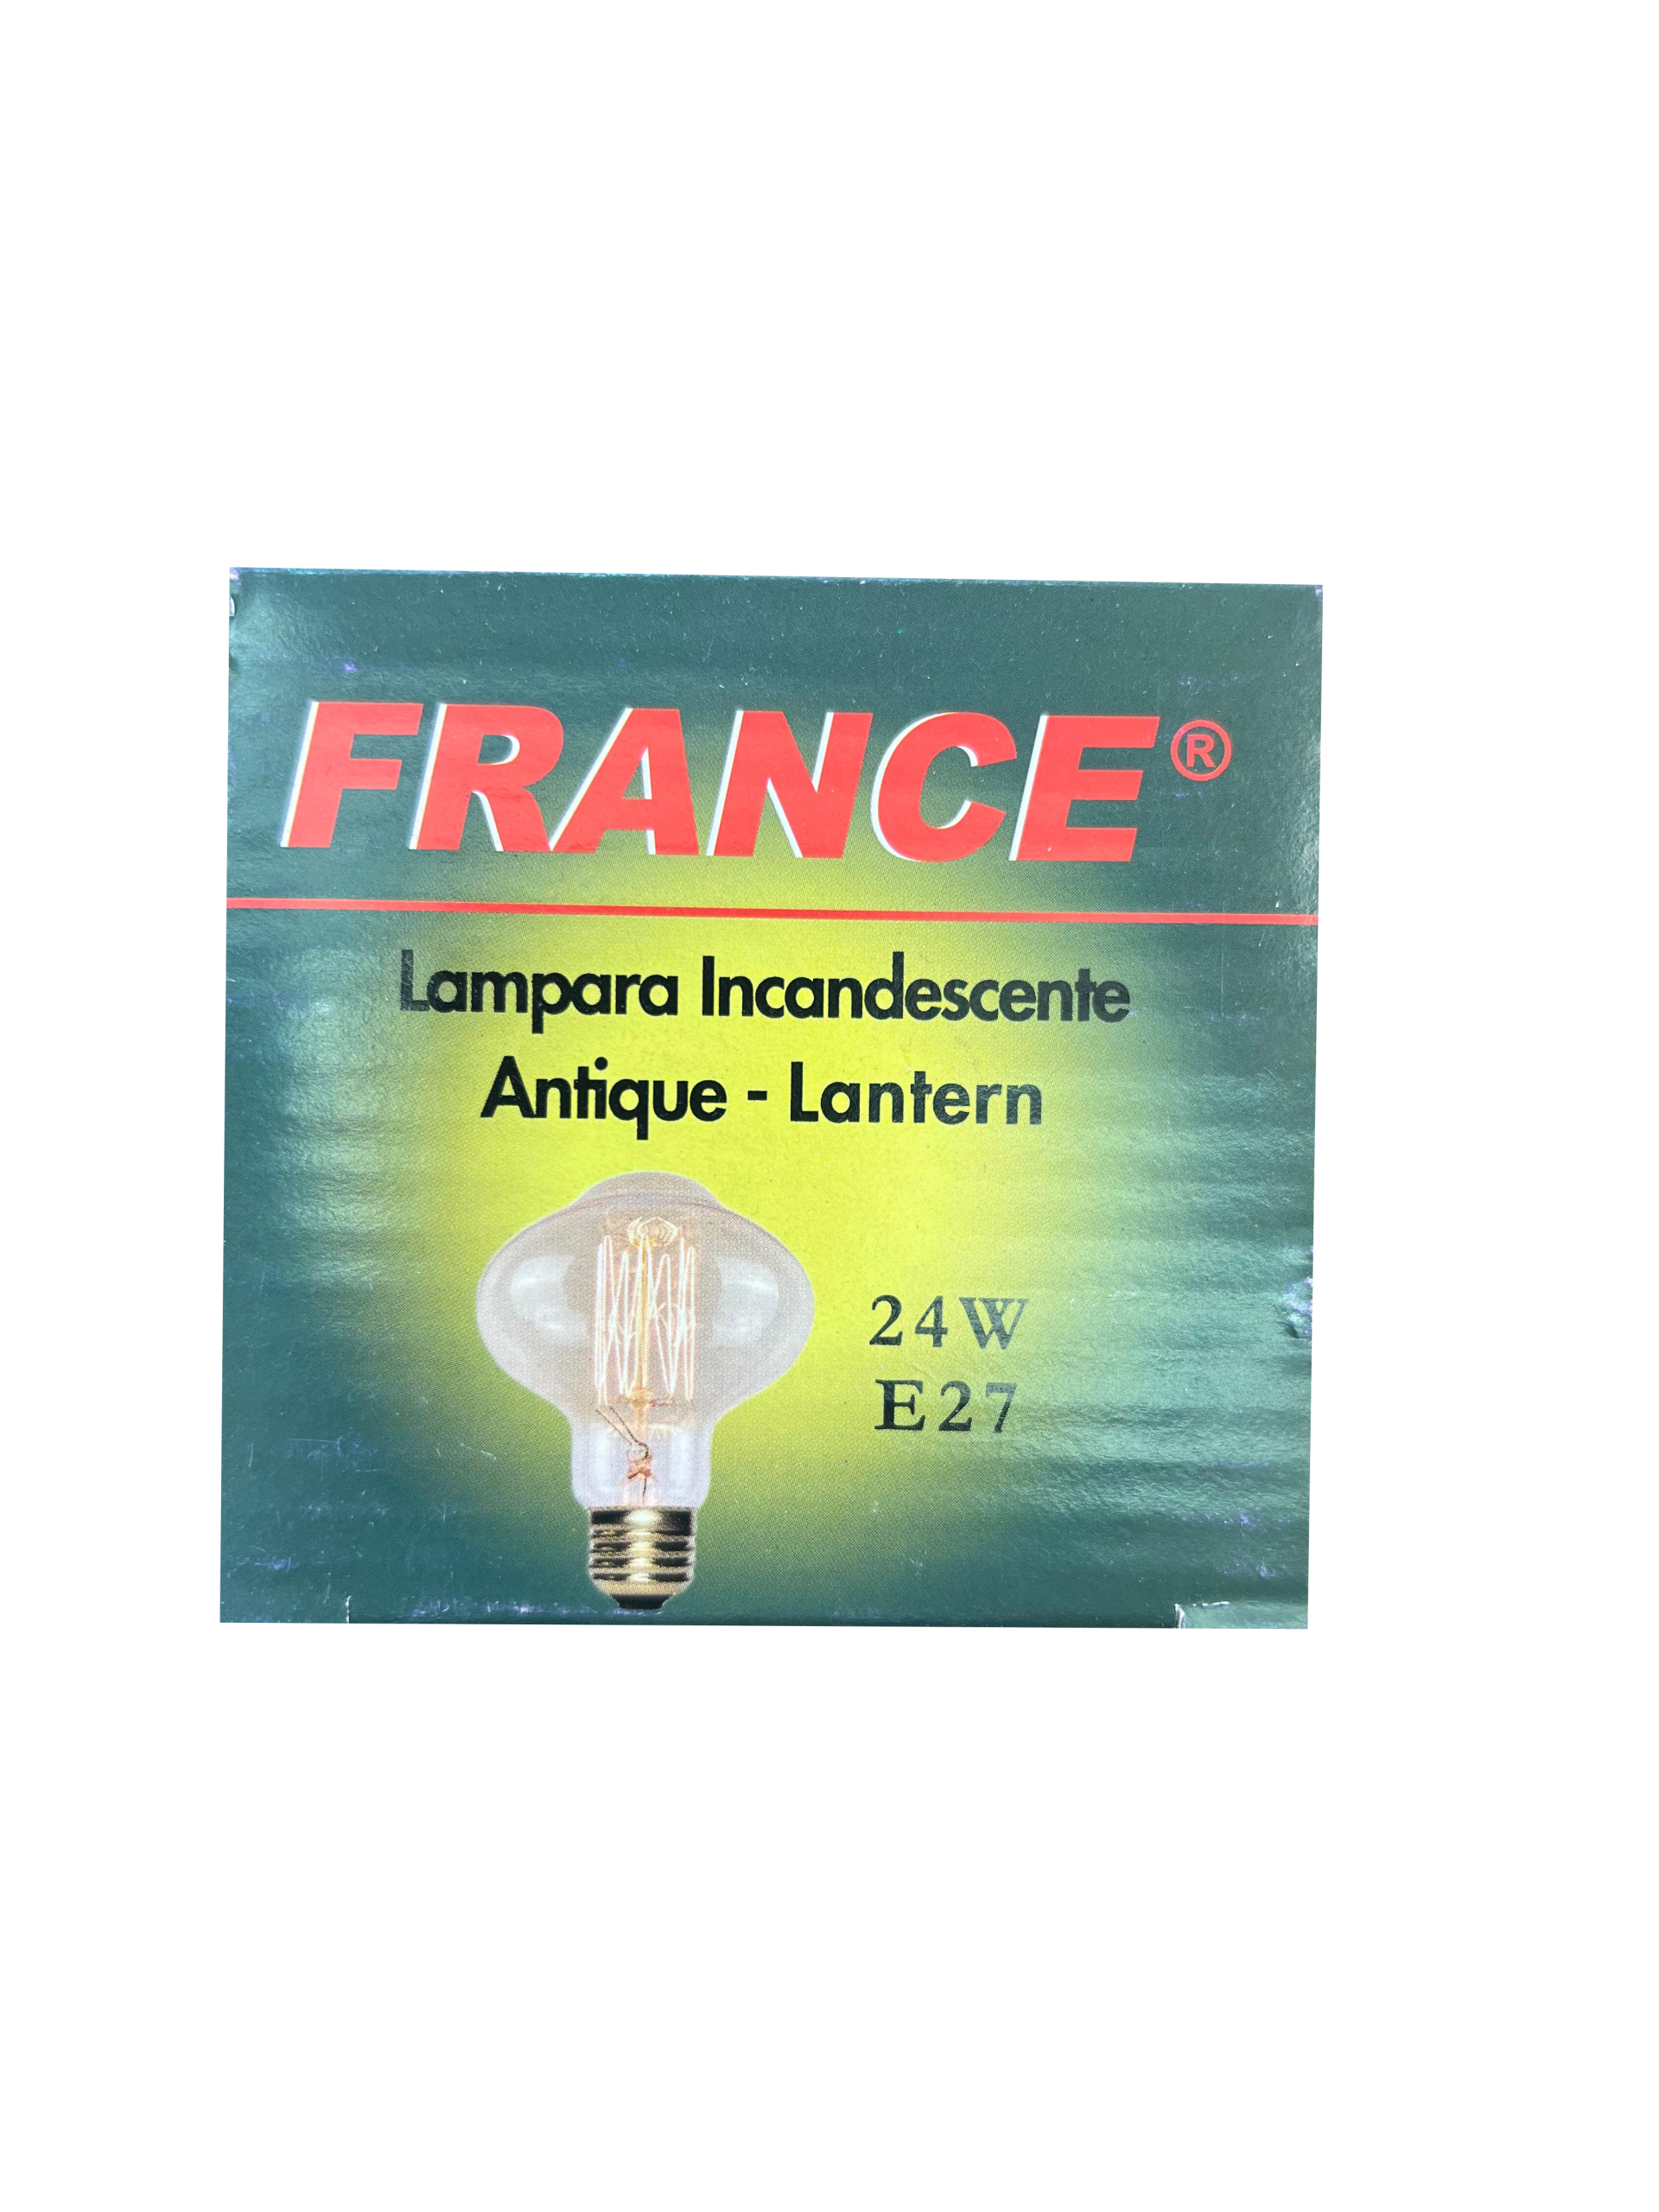 FRANCE®
Lampara Incandescente
Antique - Lantern
24W
E27